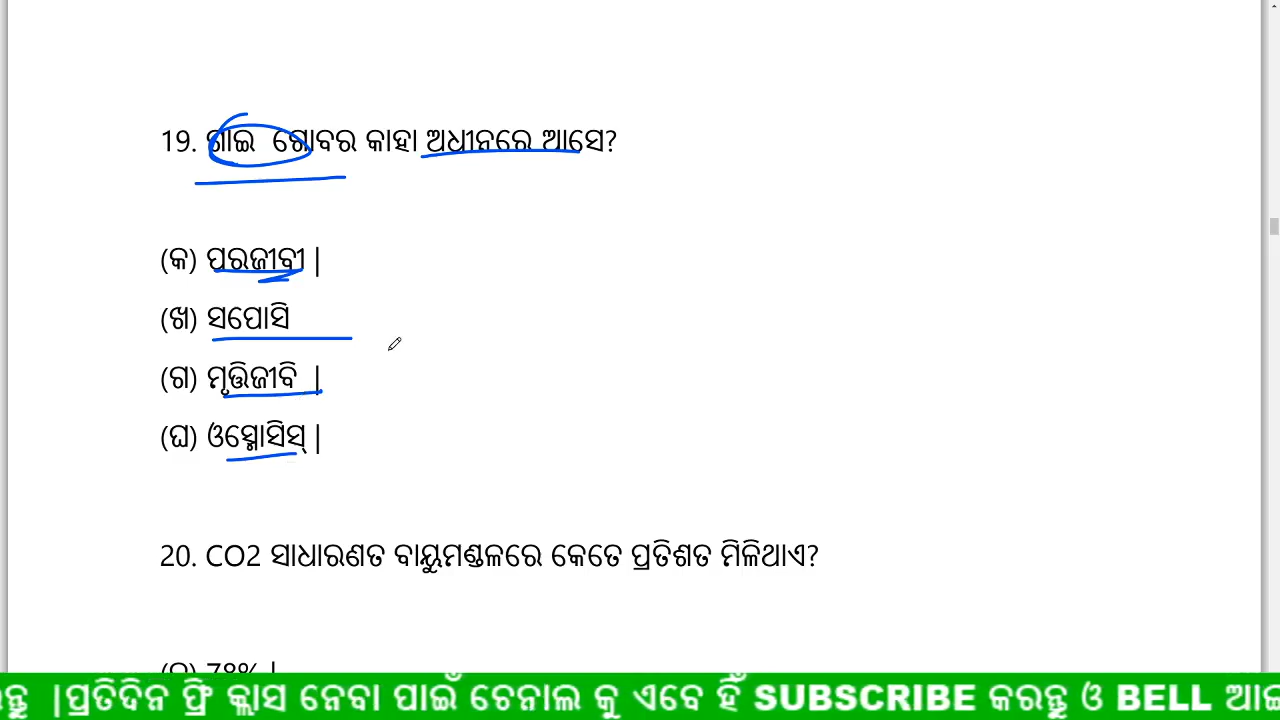 19. ଗାଇ ଗୋବର କାହା ଅଧୀନରେ ଆସେ?
(କ) ପରଜୀବୀ |
(ଖ) ସପୋସି
(ଗ) ମୃତ୍ତିଜୀବି |
(ଘ) ଓସ୍ମୋସିସ୍ |
20. CO2 ସାଧାରଣତ ବାୟୁମଣ୍ଡଳରେ କେତେ ପ୍ରତିଶତ ମିଳିଥାଏ?
78% |
|ପ୍ରତିଦିନ ଫ୍ରି କ୍ଲାସ ନେବା ପାଇଁ ଚେନାଲ କୁ ଏବେ ହିଁ SUBSCRIBE କରନ୍ତୁ ଓ BELL